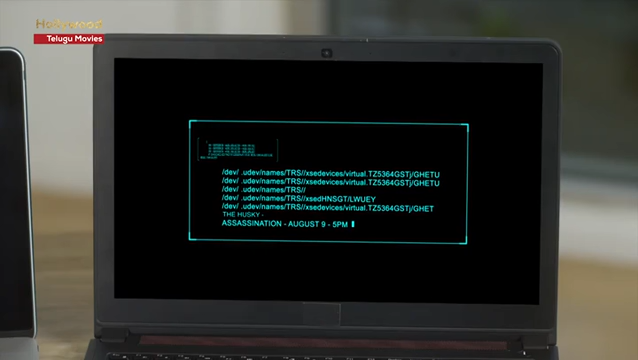 Hollywood
Telugu Movies
/dev/ .udev/names/TRS//xsedevices/virtual.TZ5364GSTj/GHETU
/dev/ .udev/names/TRS//xsedevices/virtual.TZ5364GSTj/GHETU
/dev/ .udev/names/TRS//
/dev/ .udev/names/TRS//xsedHNSGT/LWUEY
/dev/ .udev/names/TRS//xsedevices/virtual.TZ5364GSTj/GHET
THE HUSKY -
ASSASSINATION - AUGUST 9 - 5PM